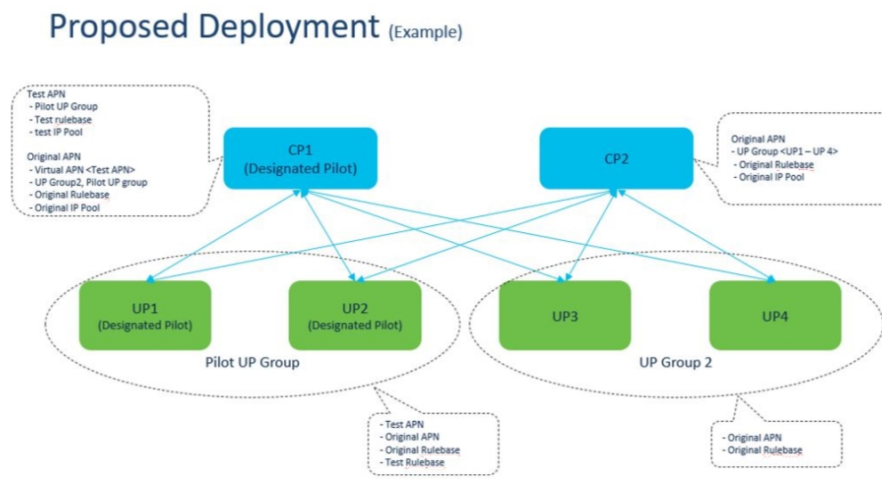 Proposed Deployment (Example)
Test APN
- Pilot UP Group
- Test rulebase
- test IP Pool
Original APN
- Virtual APN <Test APN>
- UP Group2, Pilot UP group
- Original Rulebase
- Original IP Pool
CP1
(Designated Pilot)
CP2
Original APN
- UP Group <UP1 – UP 4>
- Original Rulebase
- Original IP Pool
UP1
(Designated Pilot)
UP2
(Designated Pilot)
UP3
UP4
Pilot UP Group
UP Group 2
- Test APN
- Original APN
- Original Rulebase
- Test Rulebase
- Original APN
- Original Rulebase